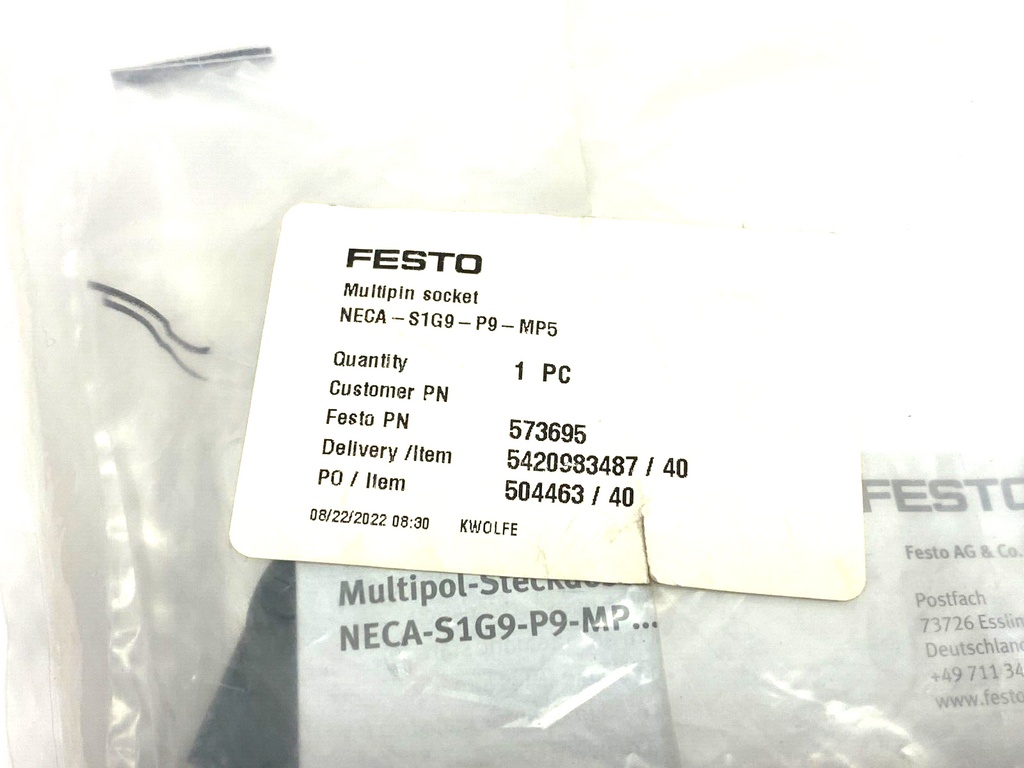 FESTO
Multipin socket
NECA-S1G9-P9-MP5
Quantity 1 PC
Customer PN
Festo PN 573695
Delivery /Item 5420983487 / 40
PO / Item 504463 / 40
08/22/2022 08:30 KWOLFE
Multipol-Steckdos
NECA-S1G9-P9-MP...
FESTO
Festo AG & Co.
Postfach
73726 Esslin
Deutschland
+49 711 34
www.festo